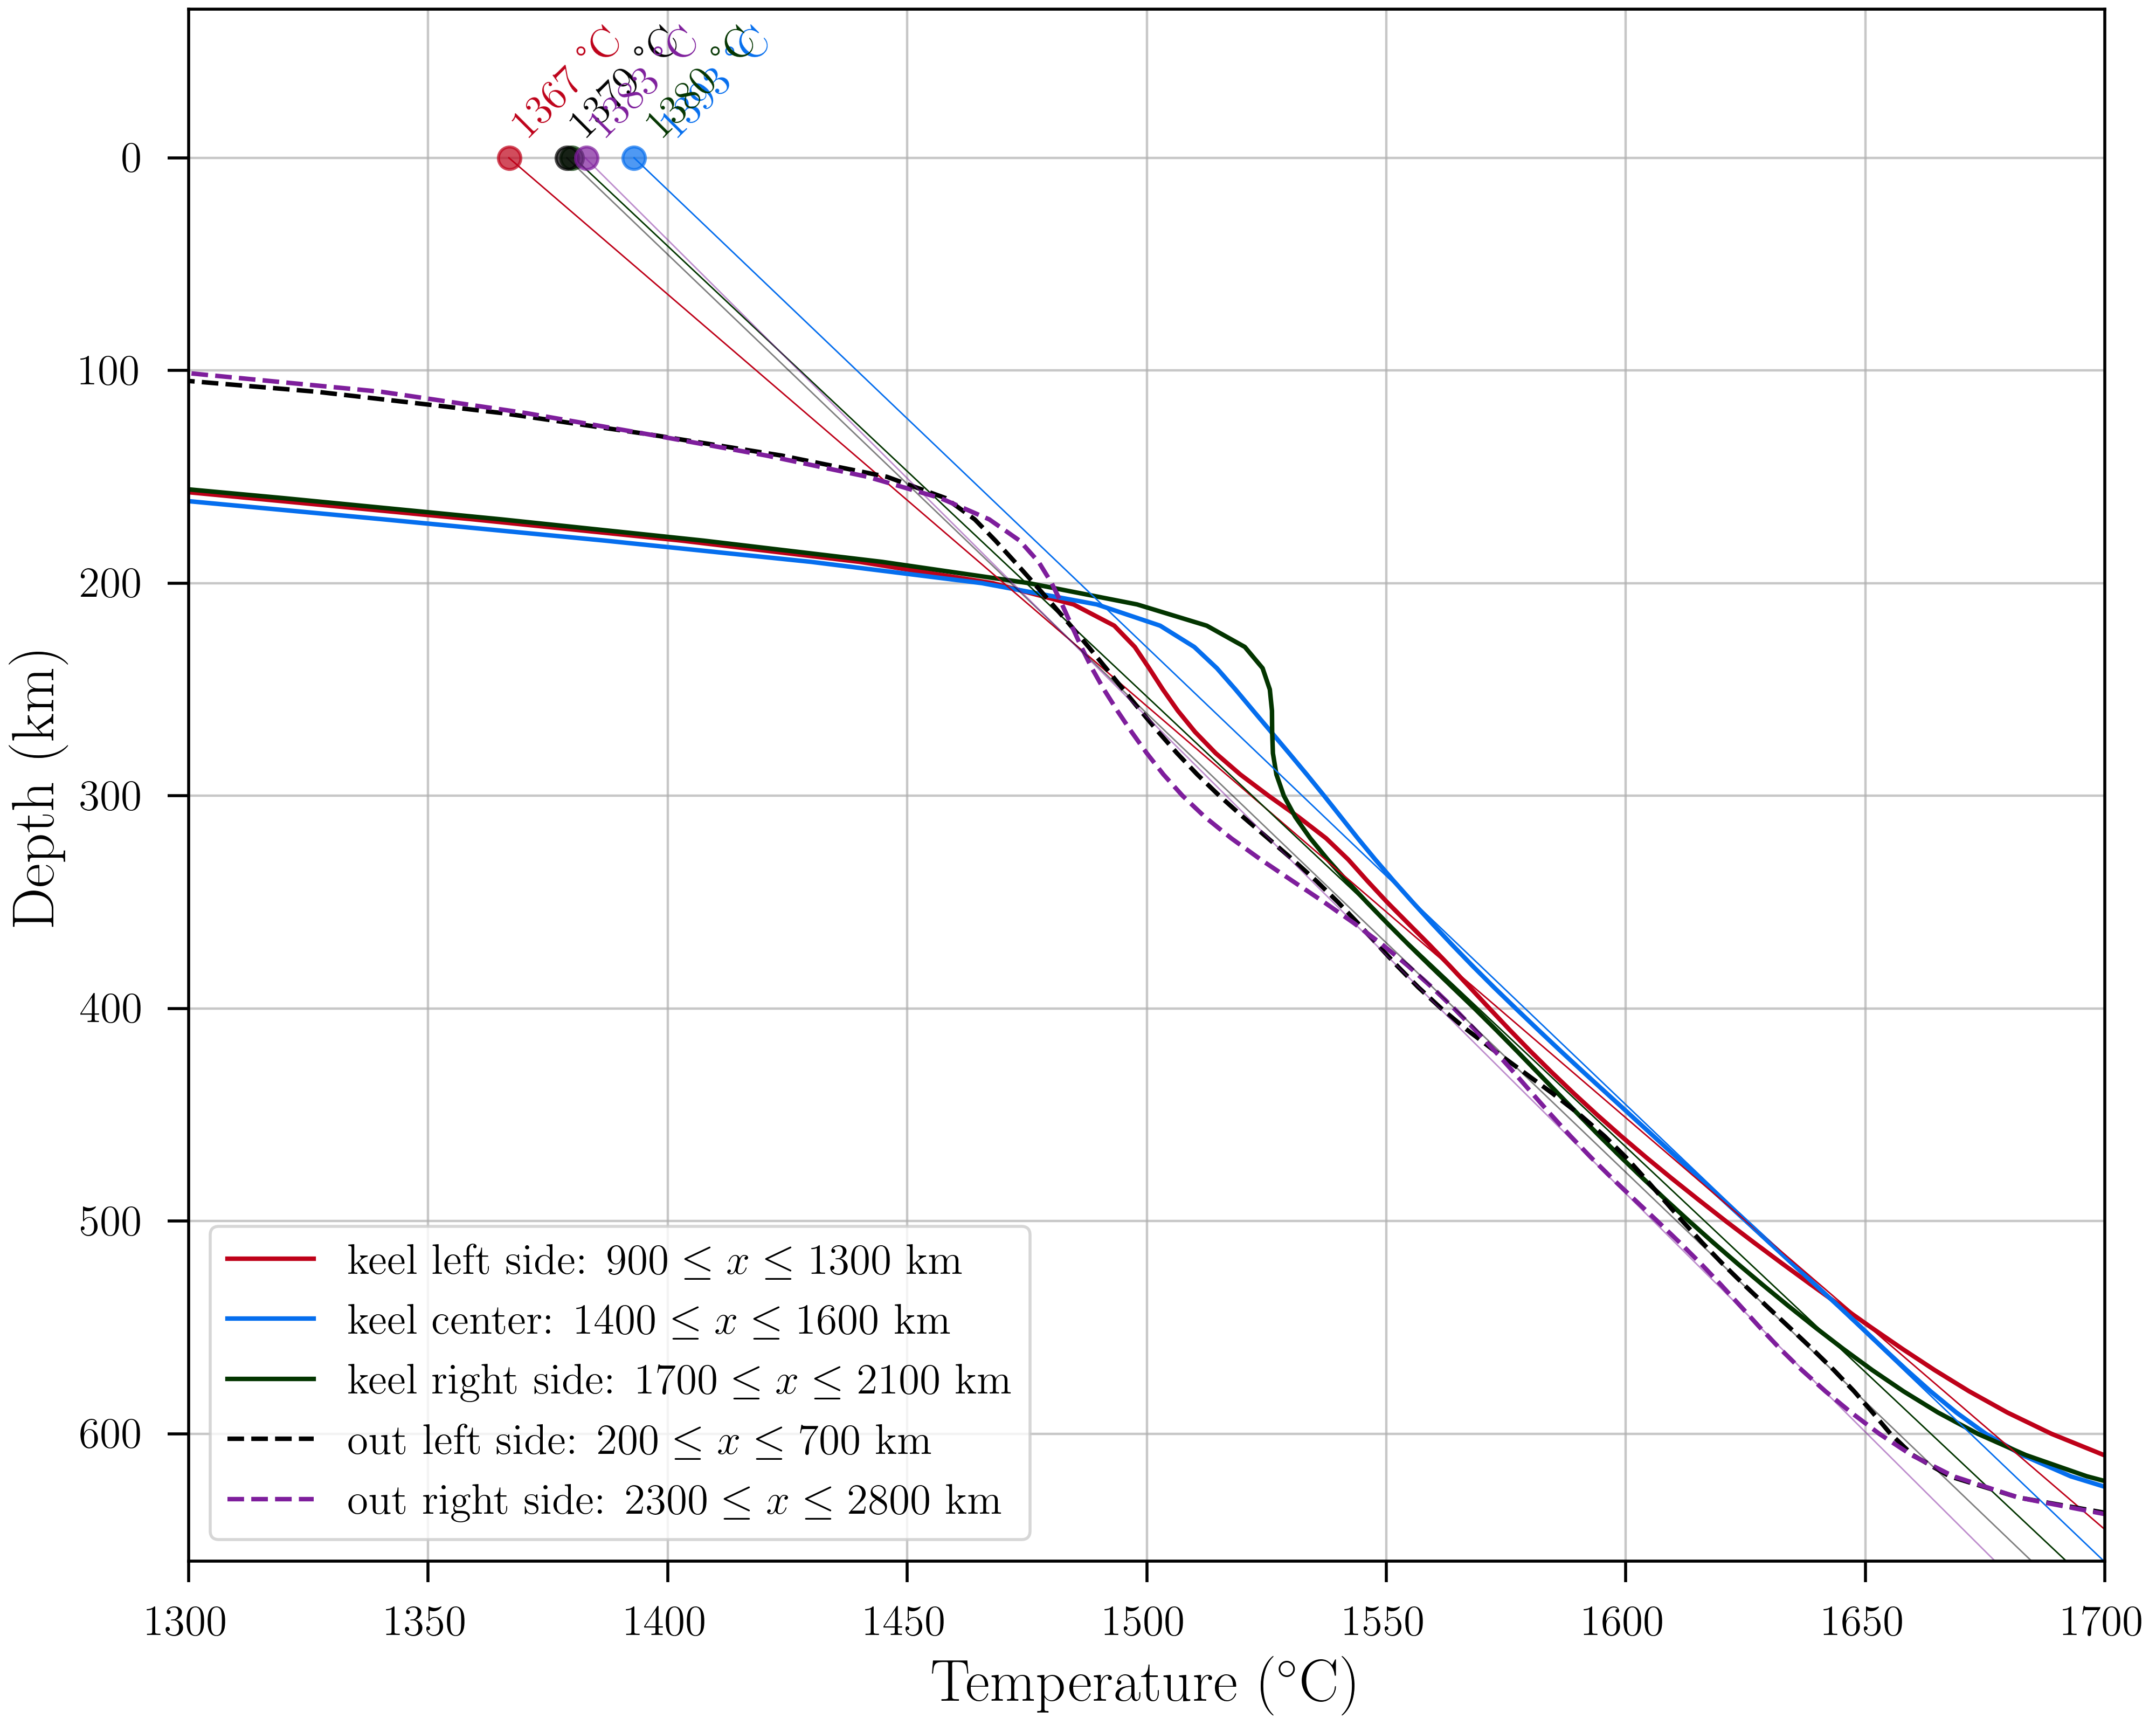 1367 °C
1379 °C
1383 °C
1380 °C
1393 °C
0
100
200
300
400
500
600
Depth (km)
keel left side: 900 ≤ x ≤ 1300 km
keel center: 1400 ≤ x ≤ 1600 km
keel right side: 1700 ≤ x ≤ 2100 km
out left side: 200 ≤ x ≤ 700 km
out right side: 2300 ≤ x ≤ 2800 km
1300
1350
1400
1450
1500
1550
1600
1650
1700
Temperature (°C)